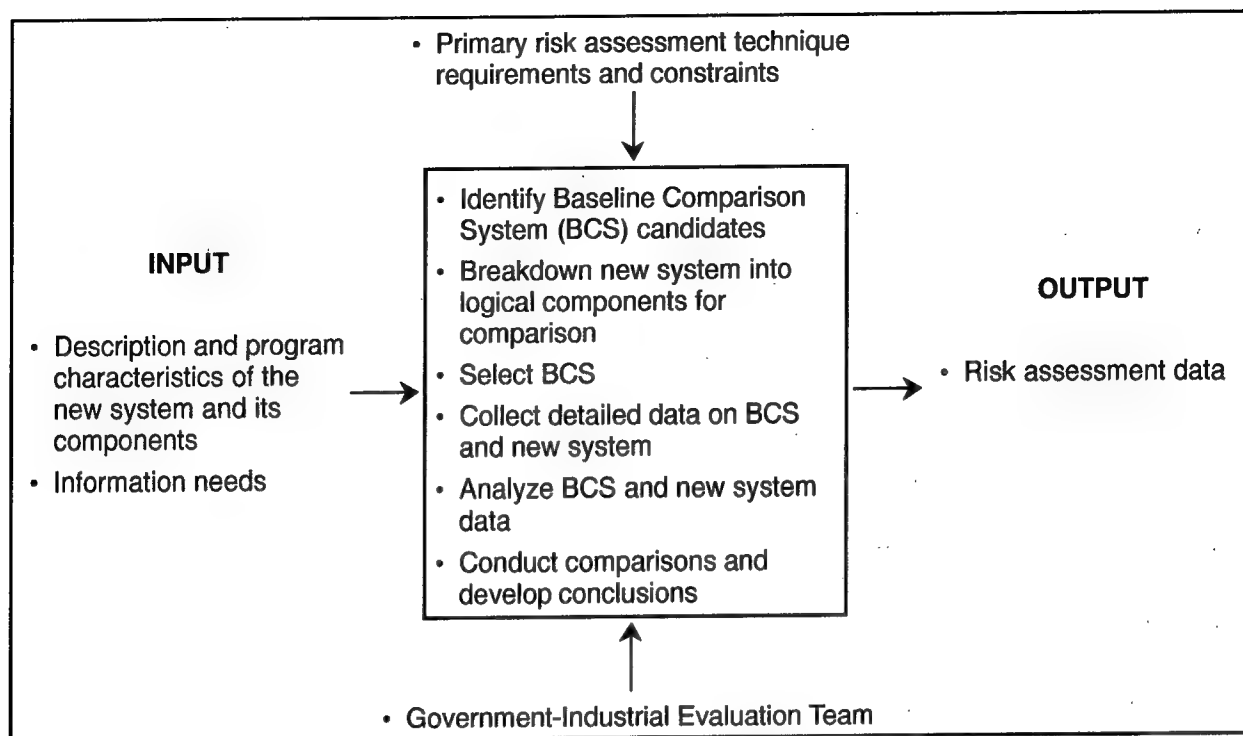 • Primary risk assessment technique
requirements and constraints
INPUT
• Description and program
characteristics of the
new system and its
components
• Information needs
• Identify Baseline Comparison
System (BCS) candidates
• Breakdown new system into
logical components for
comparison
• Select BCS
• Collect detailed data on BCS
and new system
• Analyze BCS and new system
data
• Conduct comparisons and
develop conclusions
OUTPUT
• Risk assessment data
• Government-Industrial Evaluation Team